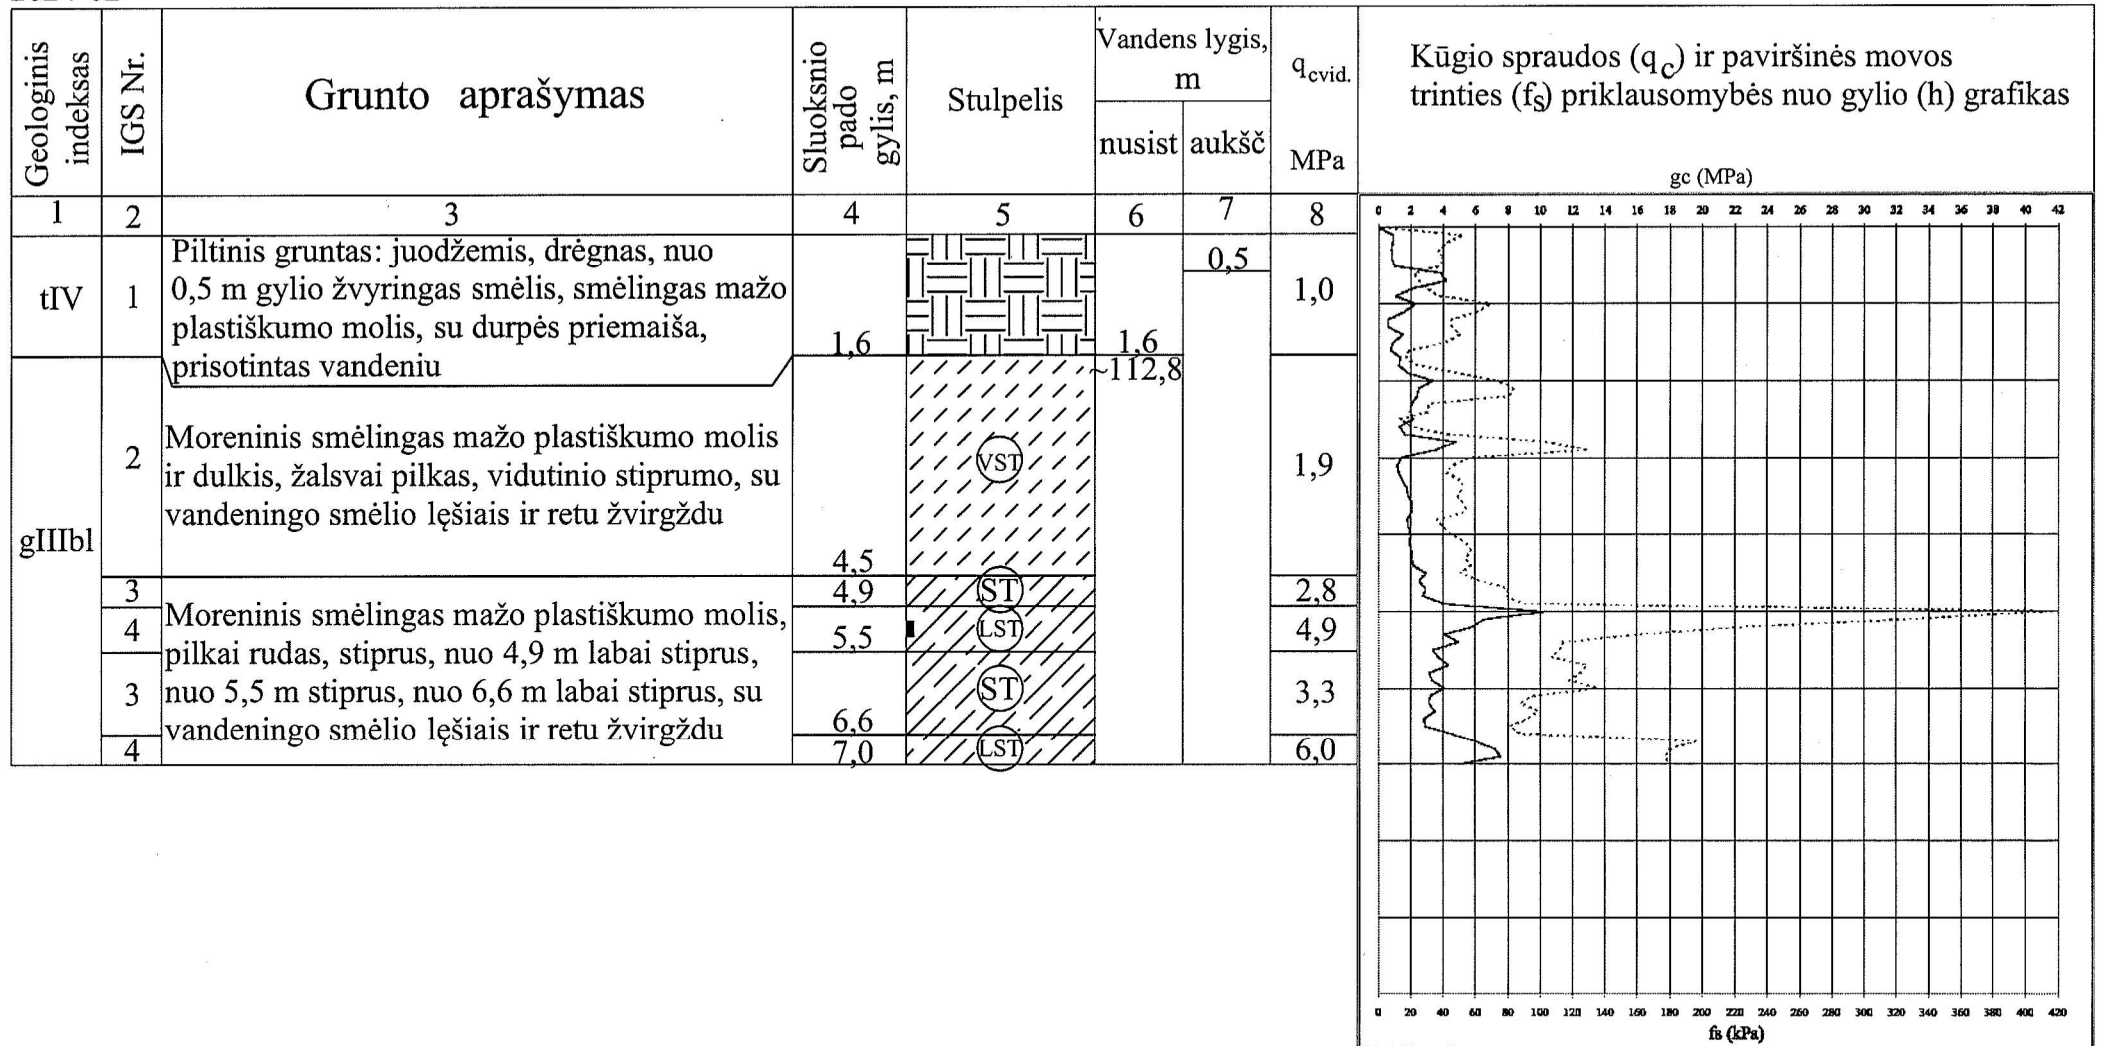 Geologinis indeksas
IGS Nr.
Grunto aprašymas
Sluoksnio pado gylis, m
Stulpelis
Vandens lygis, m
nusist
aukšč
qcvid.
MPa
Kūgio spraudos (qc) ir paviršinės movos
trinties (fs) priklausomybės nuo gylio (h) grafikas
gc (MPa)
1 2 3 4 5 6 7 8
0 2 4 6 8 10 12 14 16 18 20 22 24 26 28 30 32 34 36 38 40 42
tIV
1
Piltinis gruntas: juodžemis, drėgnas, nuo
0,5 m gylio žvyringas smėlis, smėlingas mažo
plastiškumo molis, su durpės priemaiša,
prisotintas vandeniu
1,6
1,6
~112,8
0,5
1,0
gIIIbl
2
Moreninis smėlingas mažo plastiškumo molis
ir dulkis, žalsvai pilkas, vidutinio stiprumo, su
vandeningo smėlio lęšiais ir retu žvirgždu
4,5
VST
1,9
3
4,9
ST
2,8
4
5,5
LST
4,9
3
6,6
ST
3,3
4
7,0
LST
6,0
Moreninis smėlingas mažo plastiškumo molis,
pilkai rudas, stiprus, nuo 4,9 m labai stiprus,
nuo 5,5 m stiprus, nuo 6,6 m labai stiprus, su
vandeningo smėlio lęšiais ir retu žvirgždu
0 20 40 60 80 100 120 140 160 180 200 220 240 260 280 300 320 340 360 380 400 420
fs (kPa)